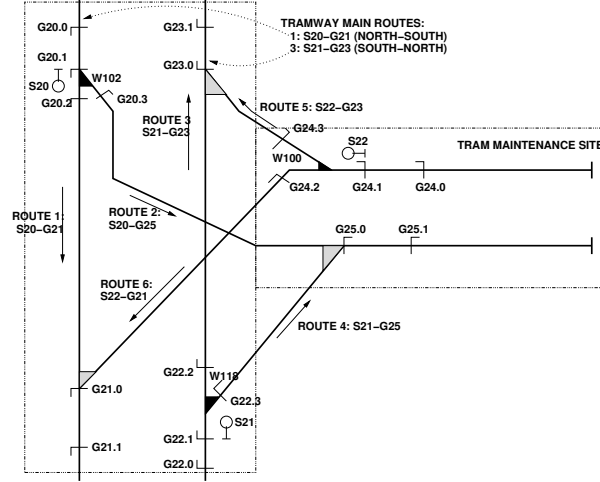 G20.0
G23.1
TRAMWAY MAIN ROUTES:
1: S20-G21 (NORTH-SOUTH)
3: S21-G23 (SOUTH-NORTH)
G20.1
G23.0
S20
W102
G20.2
G20.3
ROUTE 3
S21-G23
ROUTE 5: S22-G23
G24.3
S22
TRAM MAINTENANCE SITE
W100
G24.2
G24.1
G24.0
ROUTE 1:
S20-G21
ROUTE 2:
S20-G25
G25.0
G25.1
ROUTE 6:
S22-G21
ROUTE 4: S21-G25
G22.2
W118
G21.0
G22.3
S21
G21.1
G22.1
G22.0